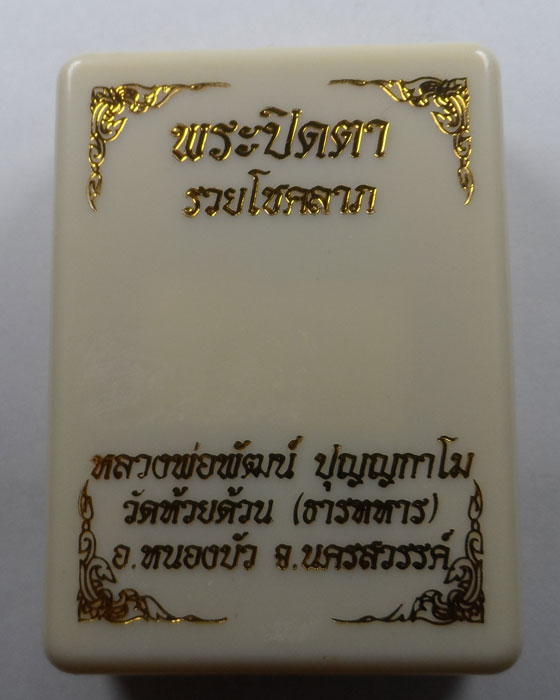 พระปิดตา
รวยโชคลาภ
หลวงพ่อพัฒน์ ปุญญกาโม
วัดห้วยด้วน (ธารทหาร)
อ.หนองบัว จ.นครสวรรค์